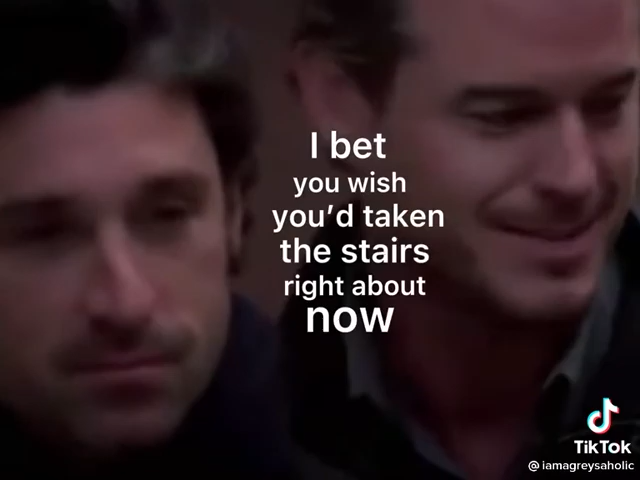 I bet
you wish
you’d taken
the stairs
right about
now
TikTok
@iamagreysaholic